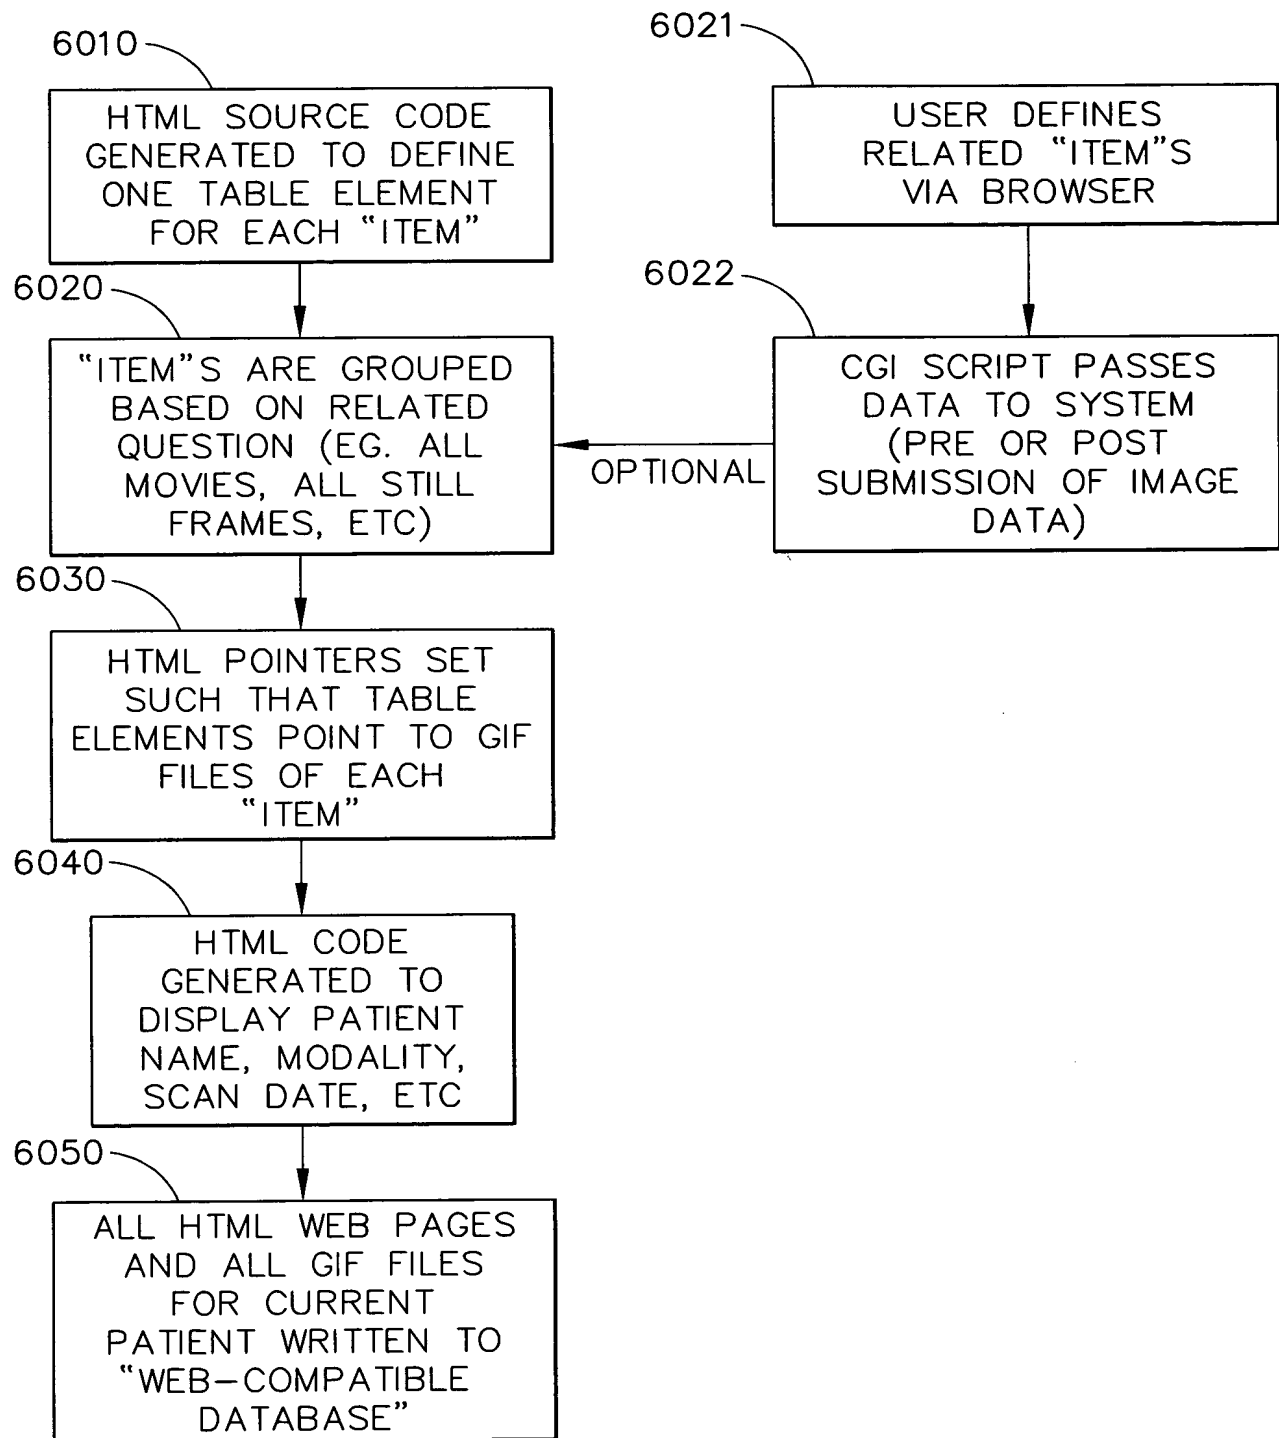 6010
HTML SOURCE CODE
GENERATED TO DEFINE
ONE TABLE ELEMENT
FOR EACH “ITEM”
6020
“ITEM”S ARE GROUPED
BASED ON RELATED
QUESTION (EG. ALL
MOVIES, ALL STILL
FRAMES, ETC)
6021
USER DEFINES
RELATED “ITEM”S
VIA BROWSER
6022
CGI SCRIPT PASSES
DATA TO SYSTEM
(PRE OR POST
SUBMISSION OF IMAGE
DATA)
OPTIONAL
6030
HTML POINTERS SET
SUCH THAT TABLE
ELEMENTS POINT TO GIF
FILES OF EACH
“ITEM”
6040
HTML CODE
GENERATED TO
DISPLAY PATIENT
NAME, MODALITY,
SCAN DATE, ETC
6050
ALL HTML WEB PAGES
AND ALL GIF FILES
FOR CURRENT
PATIENT WRITTEN TO
“WEB-COMPATIBLE
DATABASE”